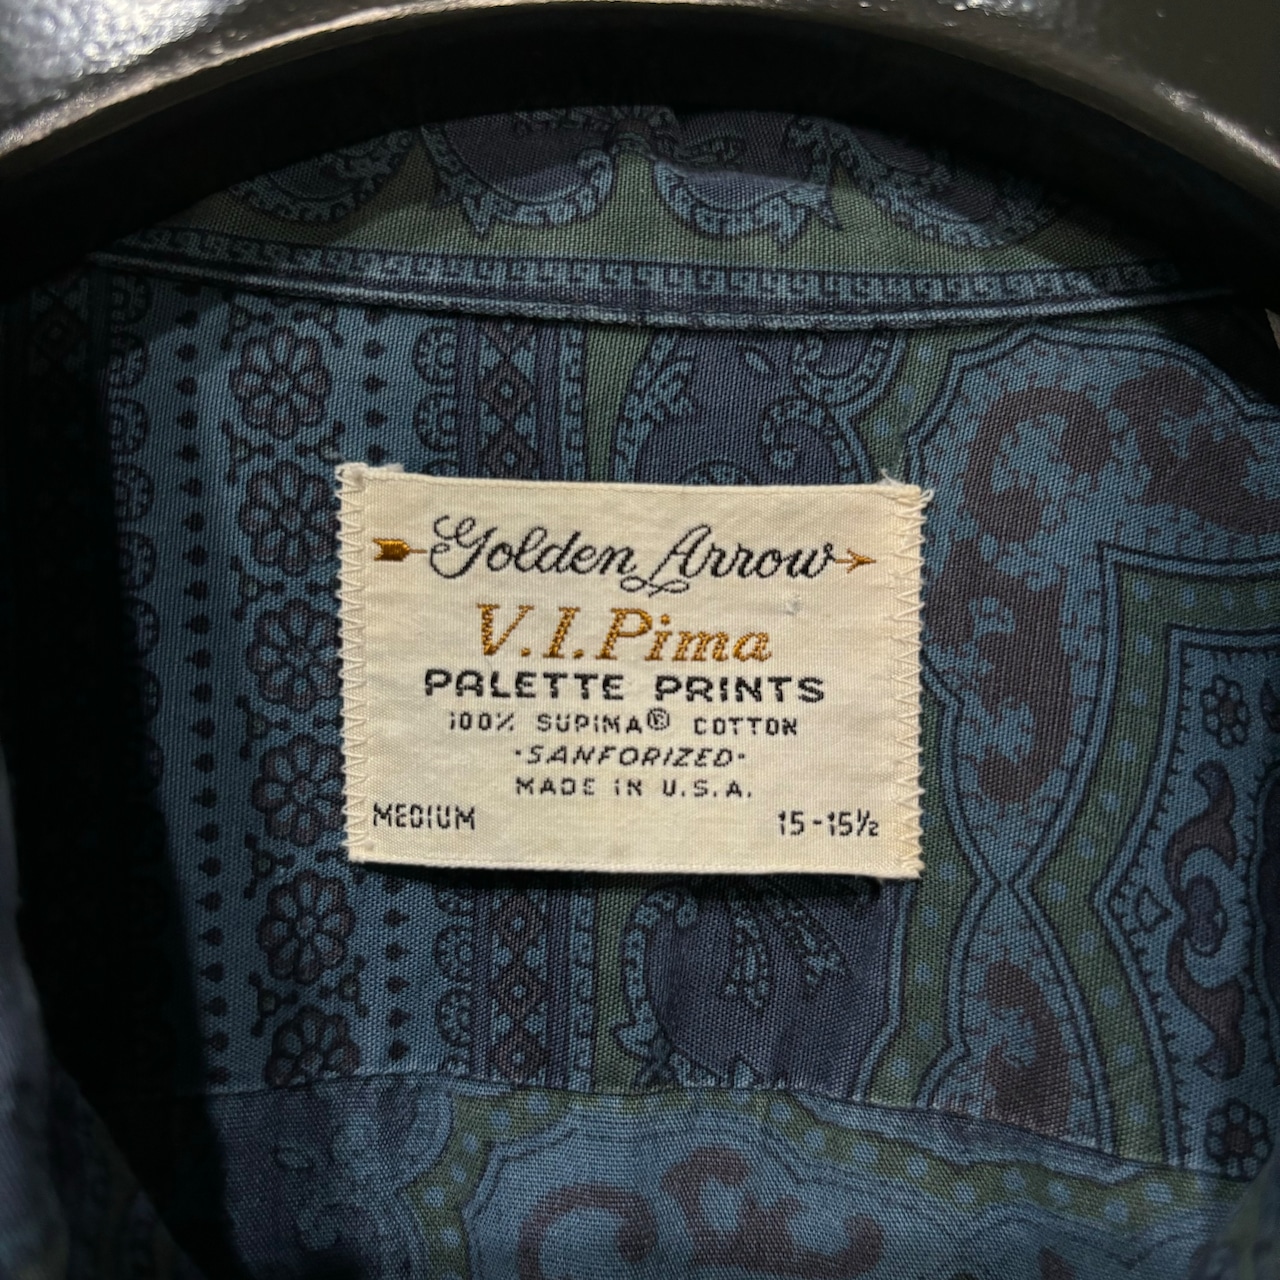 Golden Arrow
V.I.Pima
PALETTE PRINTS
100% SUPIMA® COTTON
·SANFORIZED·
MADE IN U.S.A.
MEDIUM 15-15½